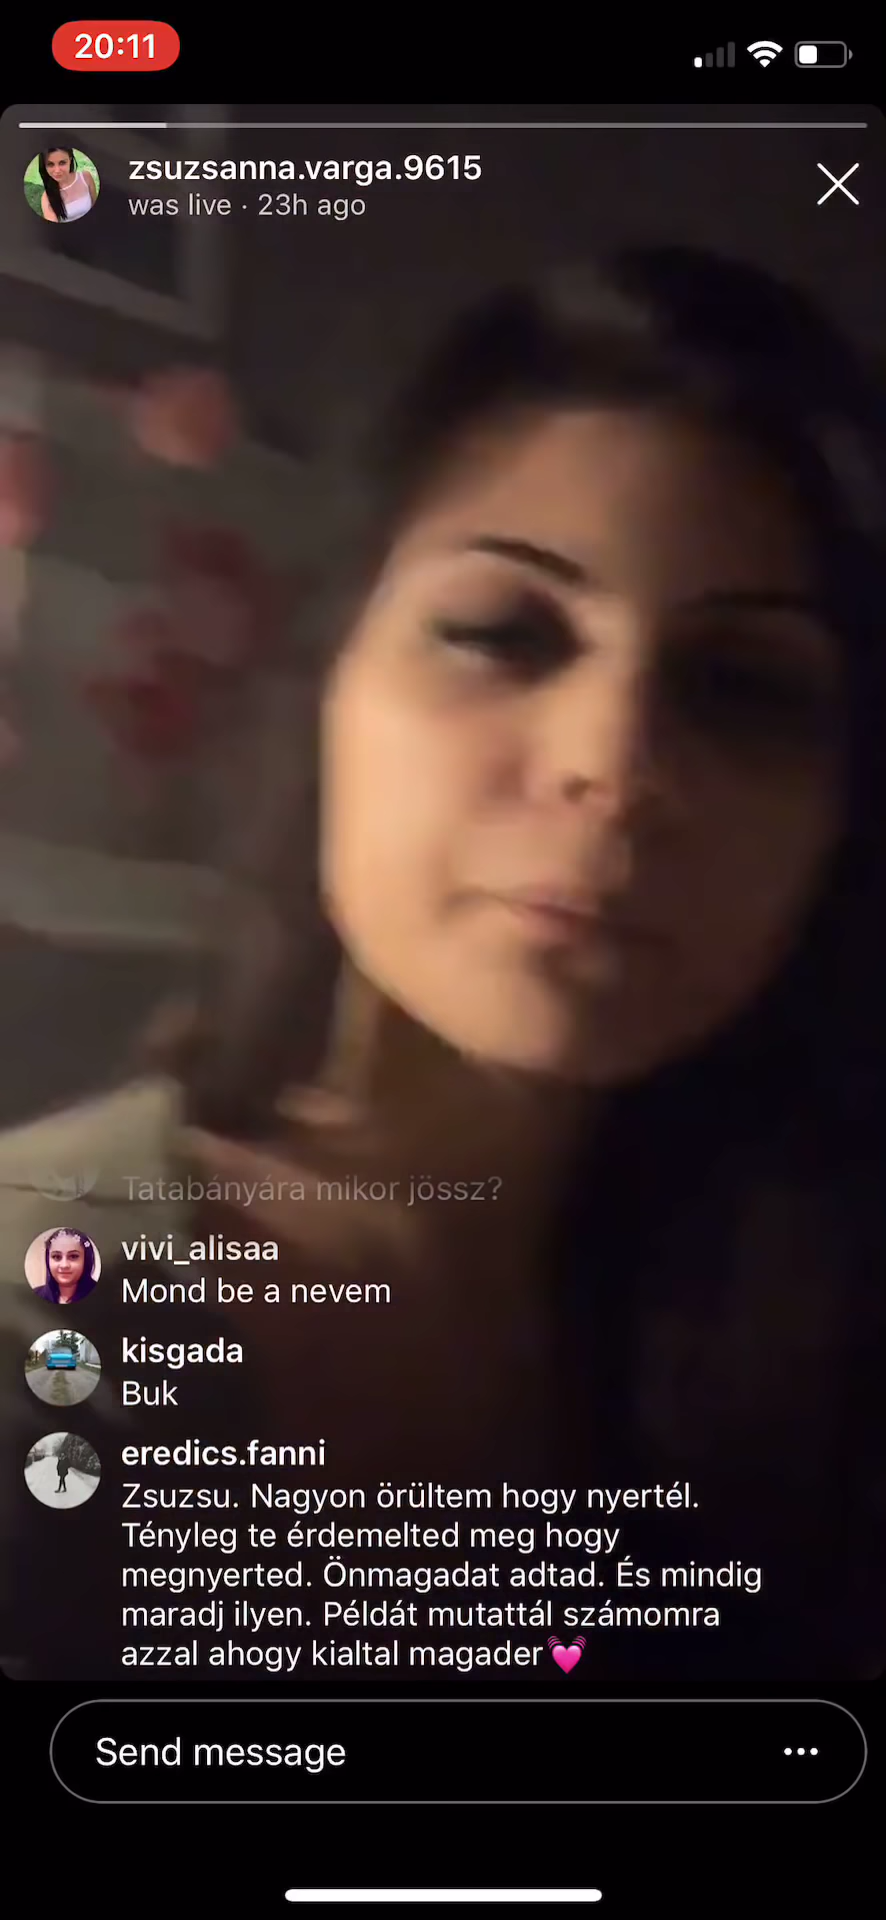 20:11
zsuzsanna.varga.9615
was live · 23h ago
Tatabányára mikor jössz?
vivi_alisaa
Mond be a nevem
kisgada
Buk
eredics.fanni
Zsuzsu. Nagyon örültem hogy nyertél.
Tényleg te érdemelted meg hogy
megnyerted. Önmagadat adtad. És mindig
maradj ilyen. Példát mutattál számomra
azzal ahogy kialtal magader💓
Send message